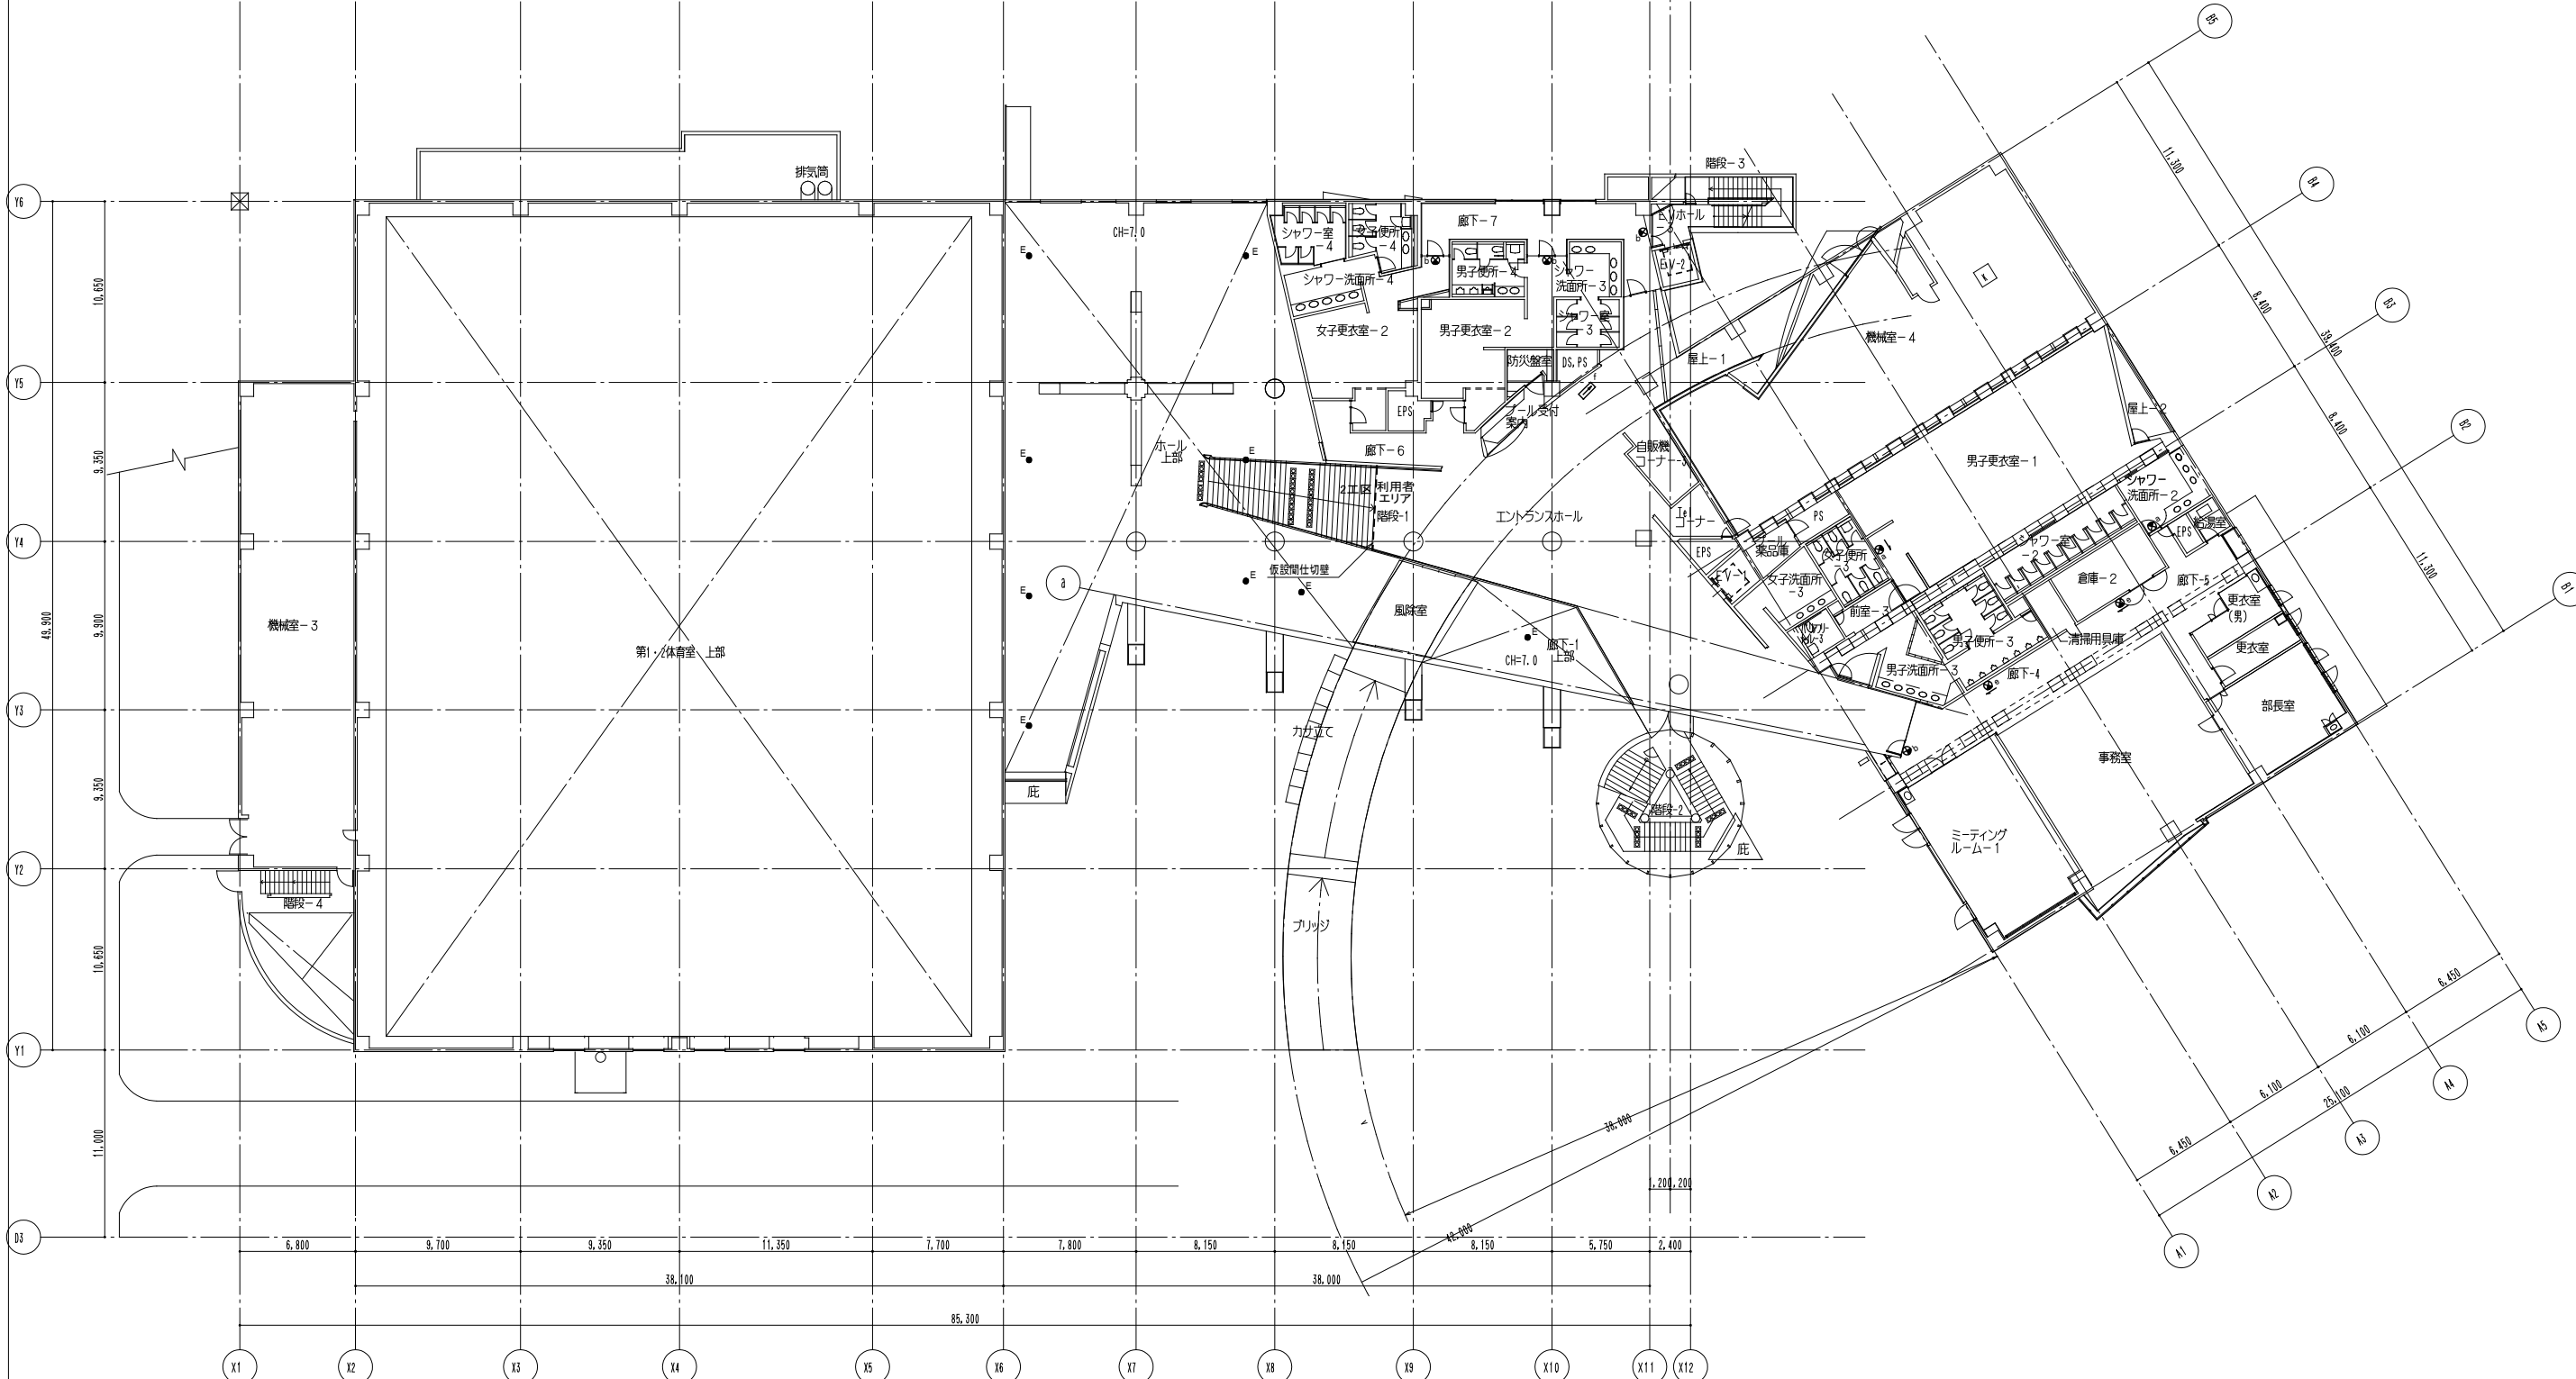 B5
B4
B3
B2
B1
11,300
8,400
39,400
8,400
11,300
階段-3
排気筒
Y6
CH=7.0
E
E
シャワー室
-4
女子便所
-4
廊下-7
EVホール
-3
b
b
b
EV-2
男子便所-4
シャワー
洗面所-3
シャワー洗面所-4
K
10,650
女子更衣室-2
男子更衣室-2
シャワー室
-3
機械室-4
防災盤室
DS,PS
屋上-1
Y5
EPS
プール受付
案内
屋上-2
9,350
ホール
上部
E
E
廊下-6
自販機
コーナー-3
男子更衣室-1
シャワー
洗面所-2
2工区
利用者
エリア
階段-1
エントランスホール
Tel
コーナー
PS
EPS
給湯室
Y4
EPS
プール
薬品庫
女子便所
-3
シャワー室
-2
仮設間仕切壁
a
E
E
E
EV-1
女子洗面所
-3
倉庫-2
廊下-5
49,900
9,900
機械室-3
第1・2体育室 上部
風除室
前室-3
更衣室
(男)
E
廊下-1
上部
CH=7.0
男子便所-3
清掃用具庫
更衣室
男子洗面所-3
廊下-4
Y3
E
カサ立て
部長室
b
事務室
9,350
庇
階段-2
庇
ミーティング
ルーム-1
Y2
階段-4
ブリッジ
10,650
Y1
6,450
6,100
6,100
25,100
6,450
A5
A4
A3
A2
A1
11,000
38,000
42,000
1,200
1,200
D3
6,800
9,700
9,350
11,350
7,700
7,800
8,150
8,150
8,150
5,750
2,400
38,100
38,000
85,300
X1
X2
X3
X4
X5
X6
X7
X8
X9
X10
X11
X12